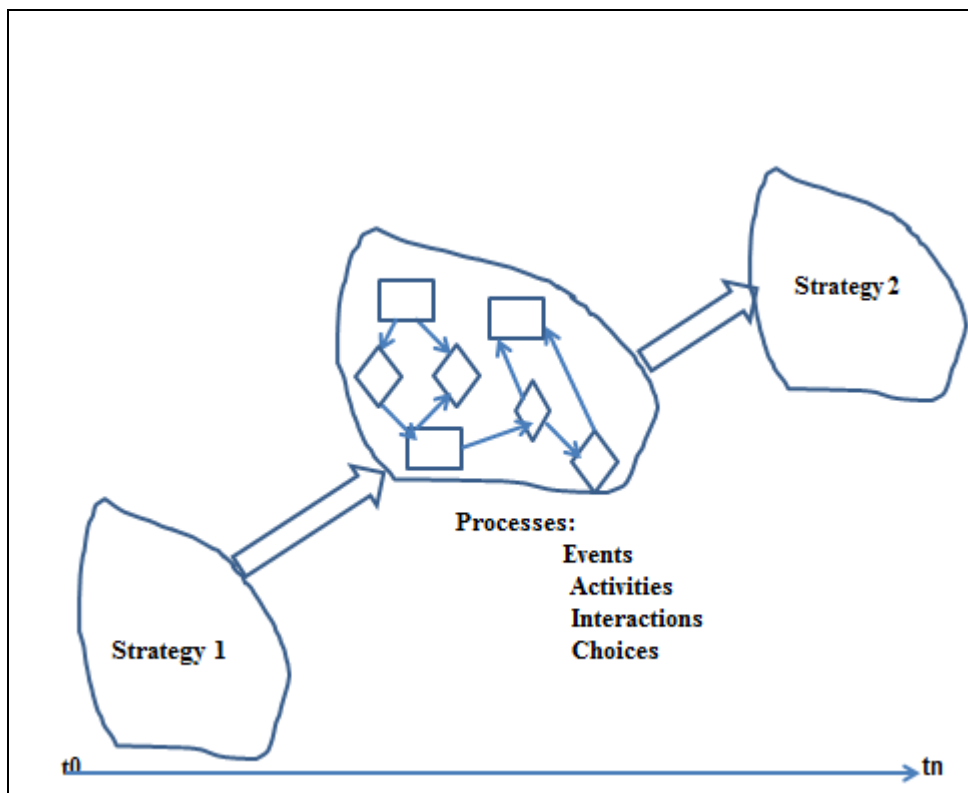 Strategy 2
Processes:
Events
Activities
Interactions
Choices
Strategy 1
t0
tn